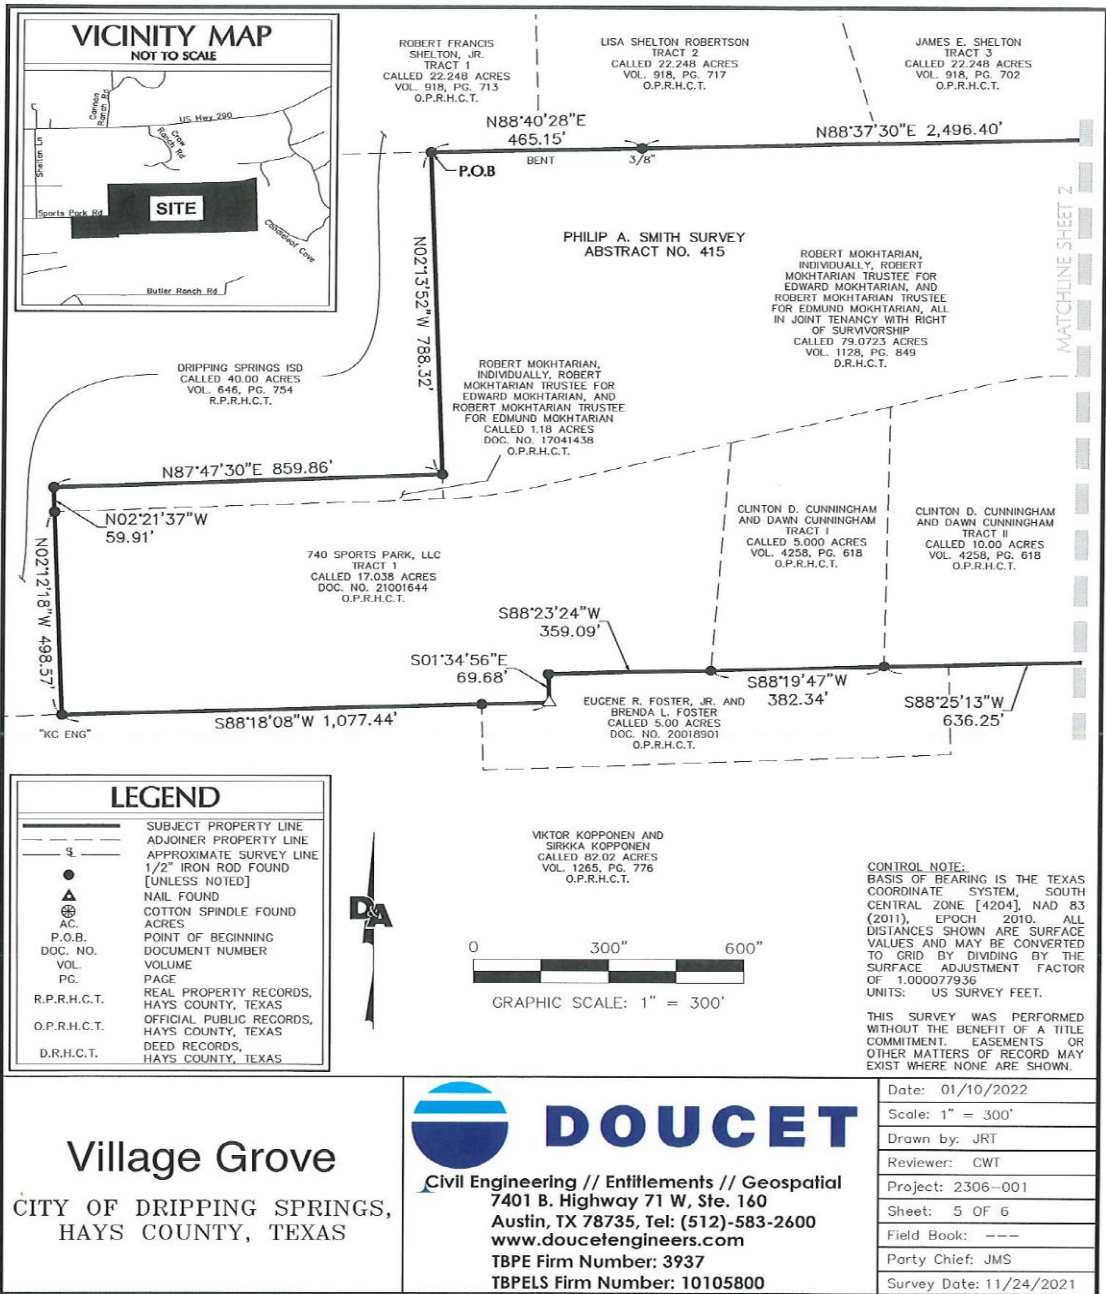 VICINITY MAP
NOT TO SCALE
Cannon
Ranch Rd
US Hwy 290
Crow
Ranch Rd
Shelton Ln
Sports Park Rd
SITE
Candleleaf Cove
Butler Ranch Rd
ROBERT FRANCIS
SHELTON, JR.
TRACT 1
CALLED 22.248 ACRES
VOL. 918, PG. 713
O.P.R.H.C.T.
LISA SHELTON ROBERTSON
TRACT 2
CALLED 22.248 ACRES
VOL. 918, PG. 717
O.P.R.H.C.T.
JAMES E. SHELTON
TRACT 3
CALLED 22.248 ACRES
VOL. 918, PG. 702
O.P.R.H.C.T.
N88°40'28"E
465.15'
BENT
3/8"
N88°37'30"E 2,496.40'
P.O.B
MATCHLINE SHEET 2
PHILIP A. SMITH SURVEY
ABSTRACT NO. 415
N02°13'52"W 788.32'
ROBERT MOKHTARIAN,
INDIVIDUALLY, ROBERT
MOKHTARIAN TRUSTEE FOR
EDWARD MOKHTARIAN, AND
ROBERT MOKHTARIAN TRUSTEE
FOR EDMUND MOKHTARIAN, ALL
IN JOINT TENANCY WITH RIGHT
OF SURVIVORSHIP
CALLED 79.0723 ACRES
VOL. 1128, PG. 849
D.R.H.C.T.
DRIPPING SPRINGS ISD
CALLED 40.00 ACRES
VOL. 646, PG. 754
R.P.R.H.C.T.
ROBERT MOKHTARIAN,
INDIVIDUALLY, ROBERT
MOKHTARIAN TRUSTEE FOR
EDWARD MOKHTARIAN, AND
ROBERT MOKHTARIAN TRUSTEE
FOR EDMUND MOKHTARIAN
CALLED 1.18 ACRES
DOC. NO. 17041438
O.P.R.H.C.T.
N87°47'30"E 859.86'
N02°21'37"W
59.91'
N02°12'18"W 498.57'
740 SPORTS PARK, LLC
TRACT 1
CALLED 17.038 ACRES
DOC. NO. 21001644
O.P.R.H.C.T.
CLINTON D. CUNNINGHAM
AND DAWN CUNNINGHAM
TRACT I
CALLED 5.000 ACRES
VOL. 4258, PG. 618
O.P.R.H.C.T.
CLINTON D. CUNNINGHAM
AND DAWN CUNNINGHAM
TRACT II
CALLED 10.00 ACRES
VOL. 4258, PG. 618
O.P.R.H.C.T.
S88°23'24"W
359.09'
S01°34'56"E
69.68'
S88°19'47"W
382.34'
S88°25'13"W
636.25'
S88°18'08"W 1,077.44'
"KC ENG"
EUGENE R. FOSTER, JR. AND
BRENDA L. FOSTER
CALLED 5.00 ACRES
DOC. NO. 20018901
O.P.R.H.C.T.
LEGEND
SUBJECT PROPERTY LINE
ADJOINER PROPERTY LINE
APPROXIMATE SURVEY LINE
1/2" IRON ROD FOUND
[UNLESS NOTED]
NAIL FOUND
COTTON SPINDLE FOUND
AC. ACRES
P.O.B. POINT OF BEGINNING
DOC. NO. DOCUMENT NUMBER
VOL. VOLUME
PG. PAGE
R.P.R.H.C.T. REAL PROPERTY RECORDS,
HAYS COUNTY, TEXAS
O.P.R.H.C.T. OFFICIAL PUBLIC RECORDS,
HAYS COUNTY, TEXAS
D.R.H.C.T. DEED RECORDS,
HAYS COUNTY, TEXAS
D&A
VIKTOR KOPPONEN AND
SIRKKA KOPPONEN
CALLED 82.02 ACRES
VOL. 1265, PG. 776
O.P.R.H.C.T.
0 300" 600"
GRAPHIC SCALE: 1" = 300'
CONTROL NOTE:
BASIS OF BEARING IS THE TEXAS
COORDINATE SYSTEM, SOUTH
CENTRAL ZONE [4204], NAD 83
(2011), EPOCH 2010. ALL
DISTANCES SHOWN ARE SURFACE
VALUES AND MAY BE CONVERTED
TO GRID BY DIVIDING BY THE
SURFACE ADJUSTMENT FACTOR
OF 1.000077936
UNITS: US SURVEY FEET.
THIS SURVEY WAS PERFORMED
WITHOUT THE BENEFIT OF A TITLE
COMMITMENT. EASEMENTS OR
OTHER MATTERS OF RECORD MAY
EXIST WHERE NONE ARE SHOWN.
Village Grove
CITY OF DRIPPING SPRINGS,
HAYS COUNTY, TEXAS
DOUCET
Civil Engineering // Entitlements // Geospatial
7401 B. Highway 71 W, Ste. 160
Austin, TX 78735, Tel: (512)-583-2600
www.doucetengineers.com
TBPE Firm Number: 3937
TBPELS Firm Number: 10105800
Date: 01/10/2022
Scale: 1" = 300'
Drawn by: JRT
Reviewer: CWT
Project: 2306-001
Sheet: 5 OF 6
Field Book: ---
Party Chief: JMS
Survey Date: 11/24/2021